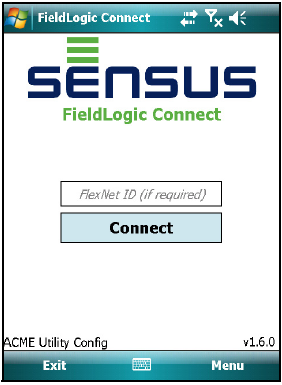 FieldLogic Connect
SENSUS
FieldLogic Connect
FlexNet ID (if required)
Connect
ACME Utility Config v1.6.0
Exit Menu